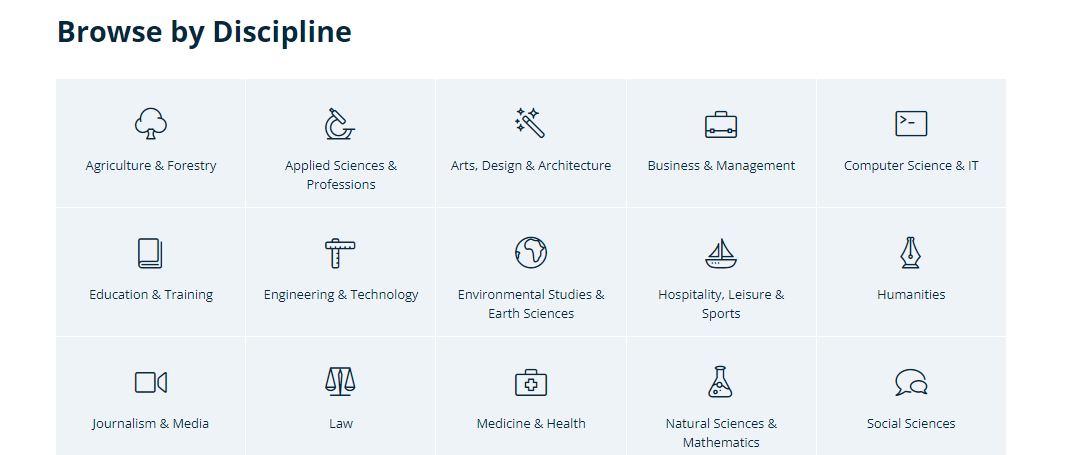 Browse by Discipline
Agriculture & Forestry
Applied Sciences &
Professions
Arts, Design & Architecture
Business & Management
Computer Science & IT
Education & Training
Engineering & Technology
Environmental Studies &
Earth Sciences
Hospitality, Leisure &
Sports
Humanities
Journalism & Media
Law
Medicine & Health
Natural Sciences &
Mathematics
Social Sciences